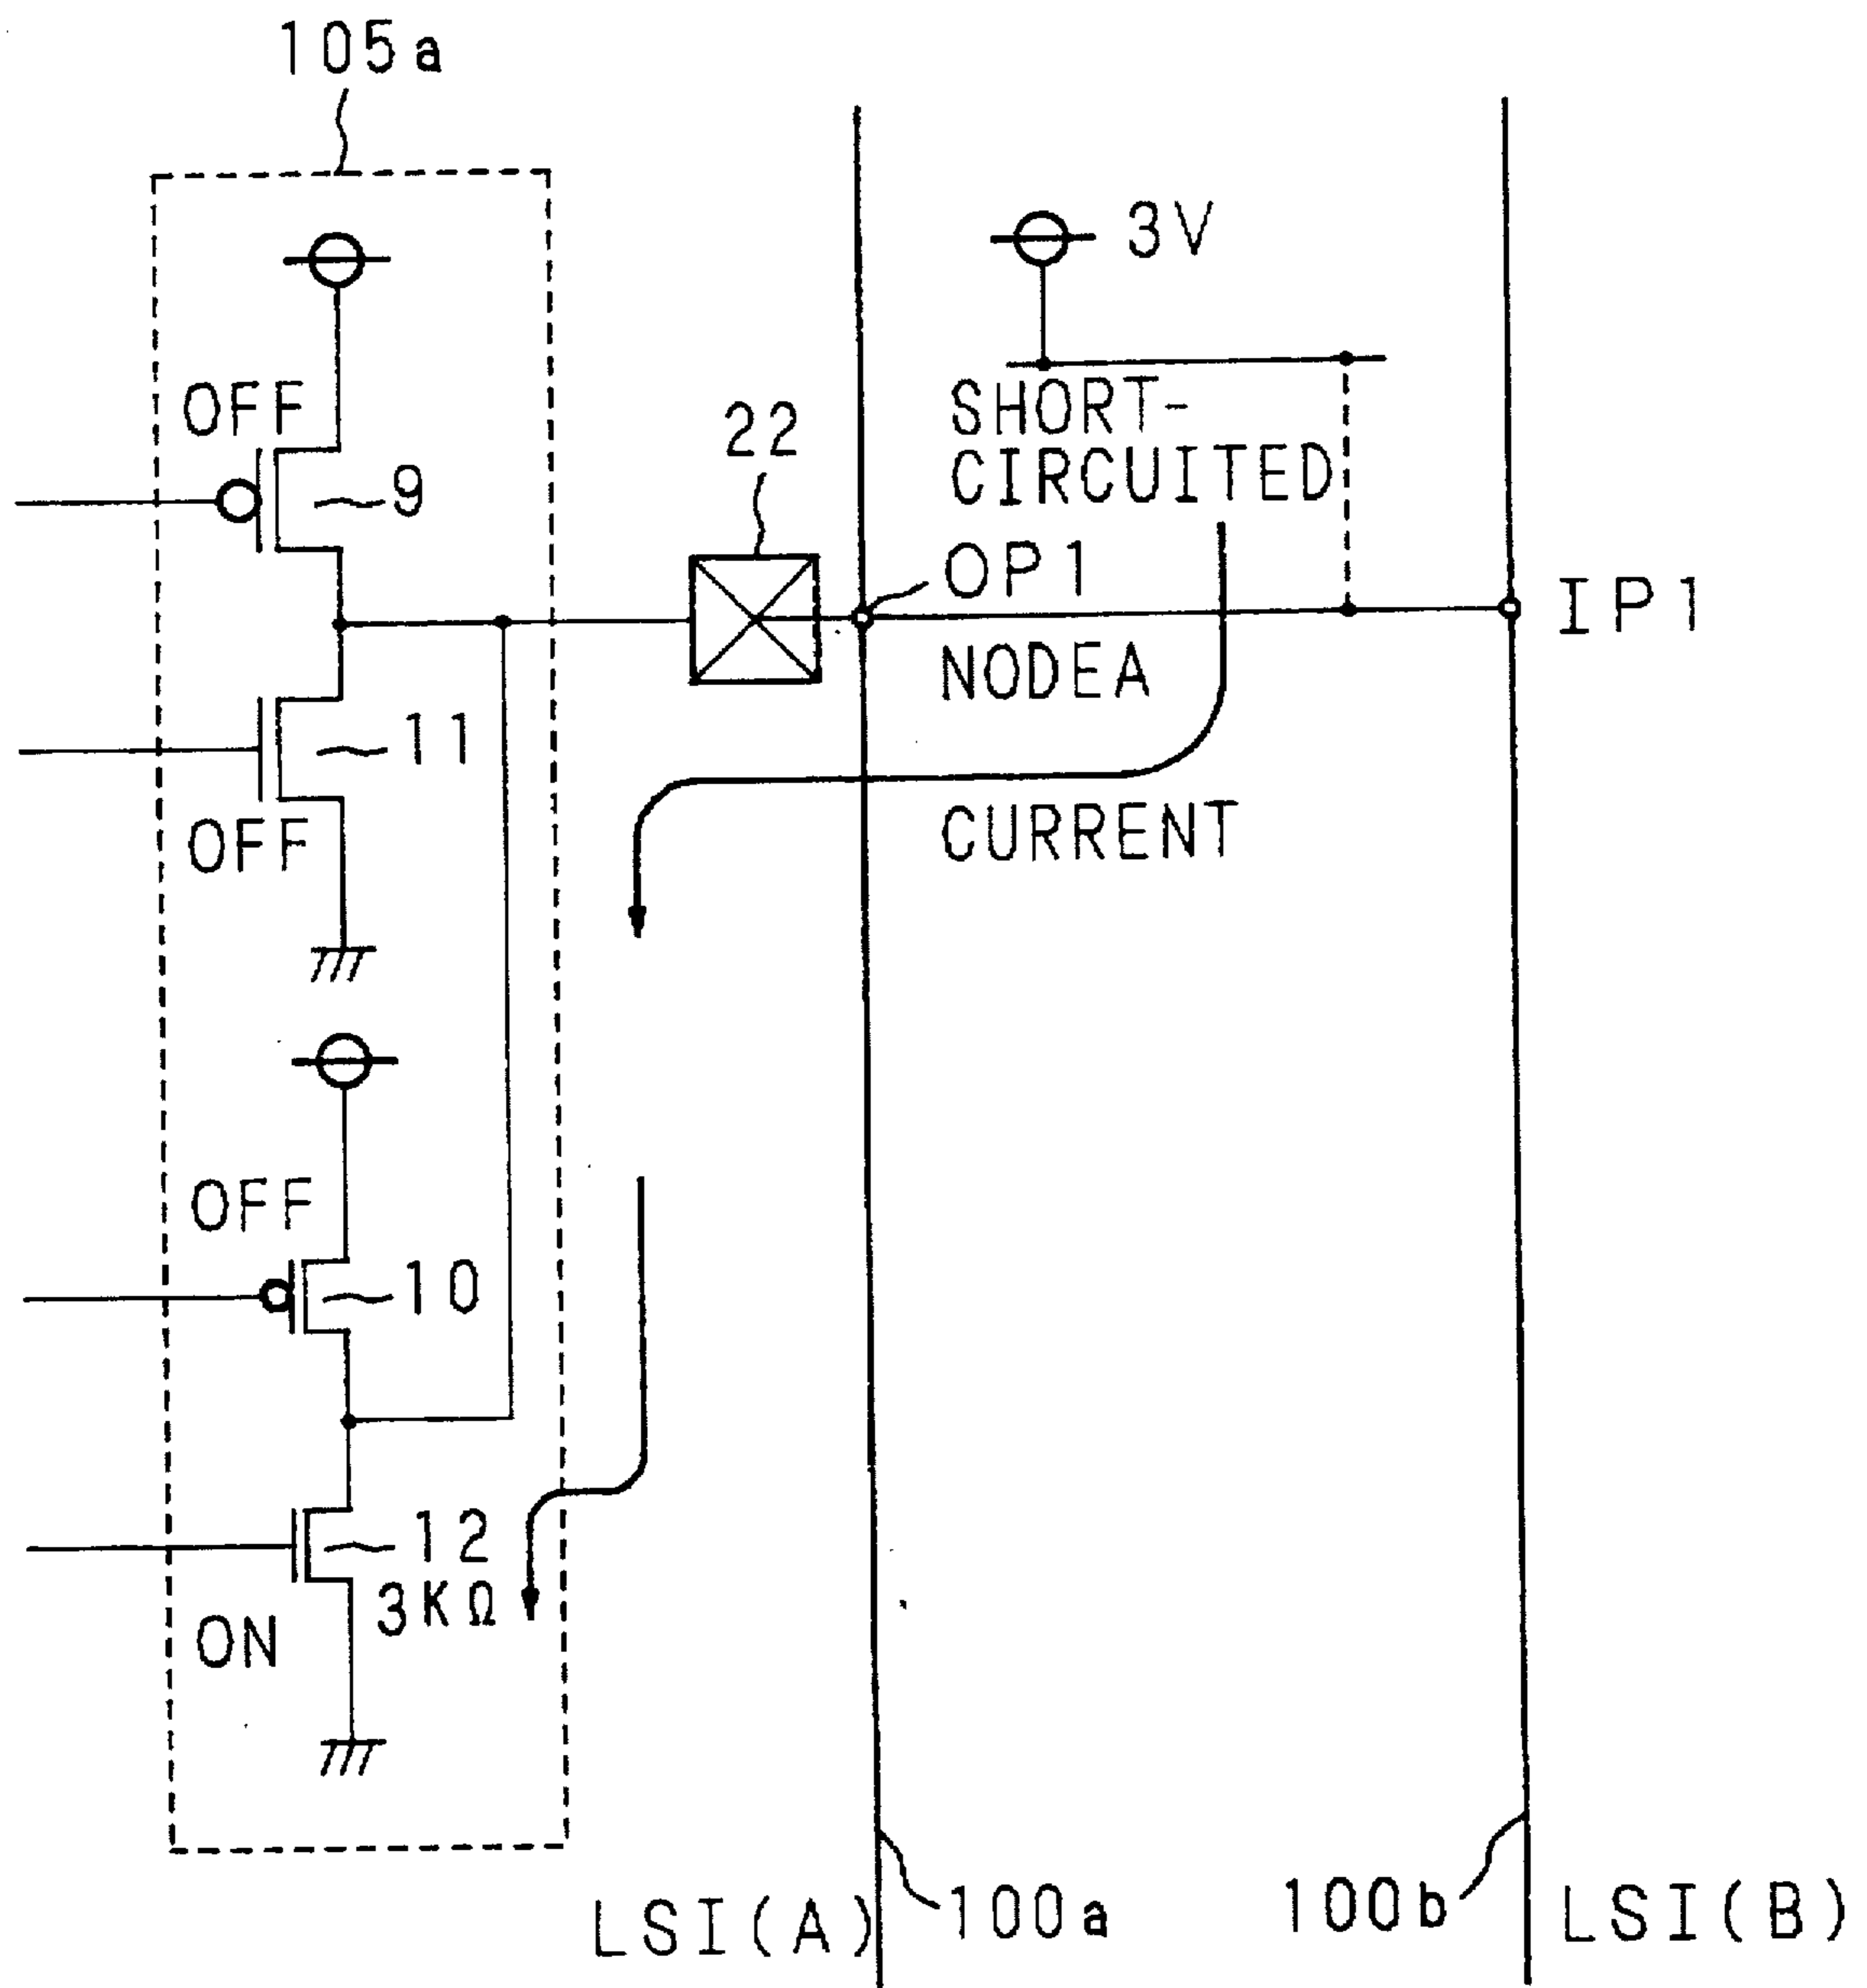 105a
3V
OFF
SHORT-
CIRCUITED
22
9
OP1
IP1
NODEA
11
OFF
CURRENT
OFF
10
12
3KΩ
ON
LSI(A)
100a
100b
LSI(B)